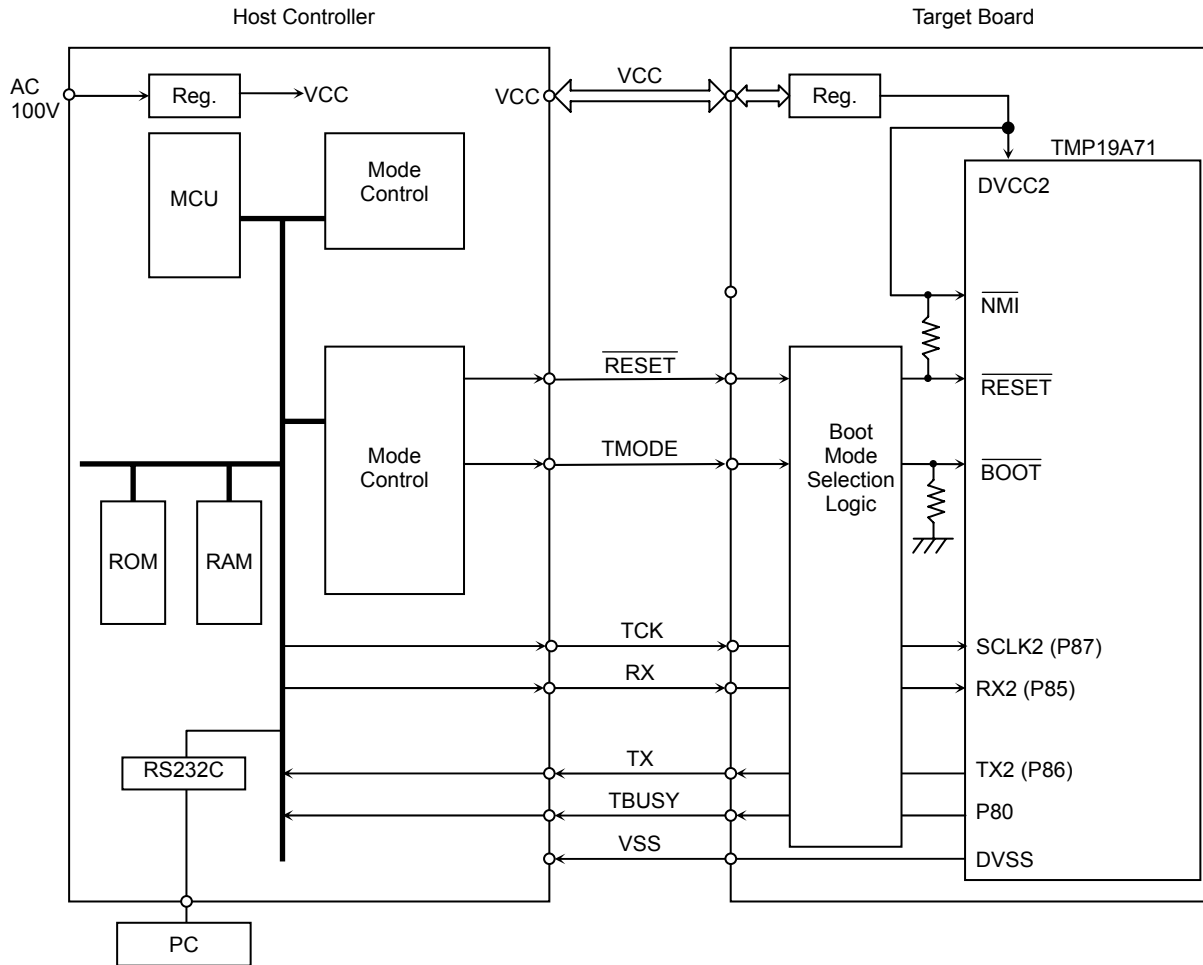 Host Controller
Target Board
AC
100V
Reg.
VCC
VCC
VCC
Reg.
TMP19A71
DVCC2
MCU
Mode
Control
NMI
RESET
RESET
Mode
Control
TMODE
Boot
Mode
Selection
Logic
BOOT
ROM
RAM
TCK
SCLK2 (P87)
RX
RX2 (P85)
RS232C
TX
TX2 (P86)
TBUSY
P80
VSS
DVSS
PC